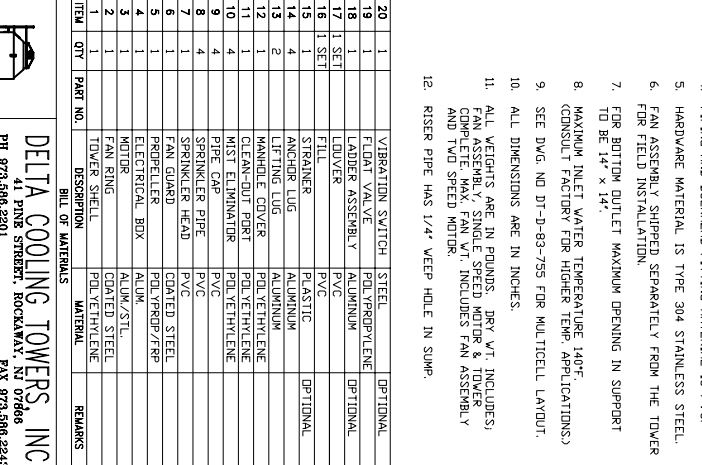 5. HARDWARE MATERIAL IS TYPE 304 STAINLESS STEEL.
6. FAN ASSEMBLY SHIPPED SEPARATELY FROM THE TOWER
FOR FIELD INSTALLATION.
7. FOR BOTTOM OUTLET MAXIMUM OPENING IN SUPPORT
TO BE 14" x 14".
8. MAXIMUM INLET WATER TEMPERATURE 140°F.
(CONSULT FACTORY FOR HIGHER TEMP. APPLICATIONS.)
9. SEE DWG. NO DT-D-83-755 FOR MULTICELL LAYOUT.
10. ALL DIMENSIONS ARE IN INCHES.
11. ALL WEIGHTS ARE IN POUNDS. DRY WT. INCLUDES;
FAN ASSEMBLY, SINGLE SPEED MOTOR & TOWER
COMPLETE. MAX. FAN WT. INCLUDES FAN ASSEMBLY
AND TWO SPEED MOTOR.
12. RISER PIPE HAS 1/4" WEEP HOLE IN SUMP.
20 1 VIBRATION SWITCH STEEL OPTIONAL
19 1 FLOAT VALVE POLYPROPYLENE
18 1 LADDER ASSEMBLY ALUMINUM OPTIONAL
17 1 SET LOUVER PVC
16 1 SET FILL PVC
15 1 STRAINER PLASTIC OPTIONAL
14 4 ANCHOR LUG ALUMINUM
13 2 LIFTING LUG ALUMINUM
12 1 MANHOLE COVER POLYETHYLENE
11 1 CLEAN-OUT PORT POLYETHYLENE
10 4 MIST ELIMINATOR POLYETHYLENE
9 4 PIPE CAP PVC
8 4 SPRINKLER PIPE PVC
7 1 SPRINKLER HEAD PVC
6 1 FAN GUARD COATED STEEL
5 1 PROPELLER POLYPROP/FRP
4 1 ELECTRICAL BOX ALUM.
3 1 MOTOR ALUM./STL.
2 1 FAN RING COATED STEEL
1 1 TOWER SHELL POLYETHYLENE
ITEM QTY PART NO. DESCRIPTION MATERIAL REMARKS
BILL OF MATERIALS
DELTA COOLING TOWERS, INC
41 PINE STREET, ROCKAWAY, NJ 07866
PH 973.586.2201 FAX 973.586.224